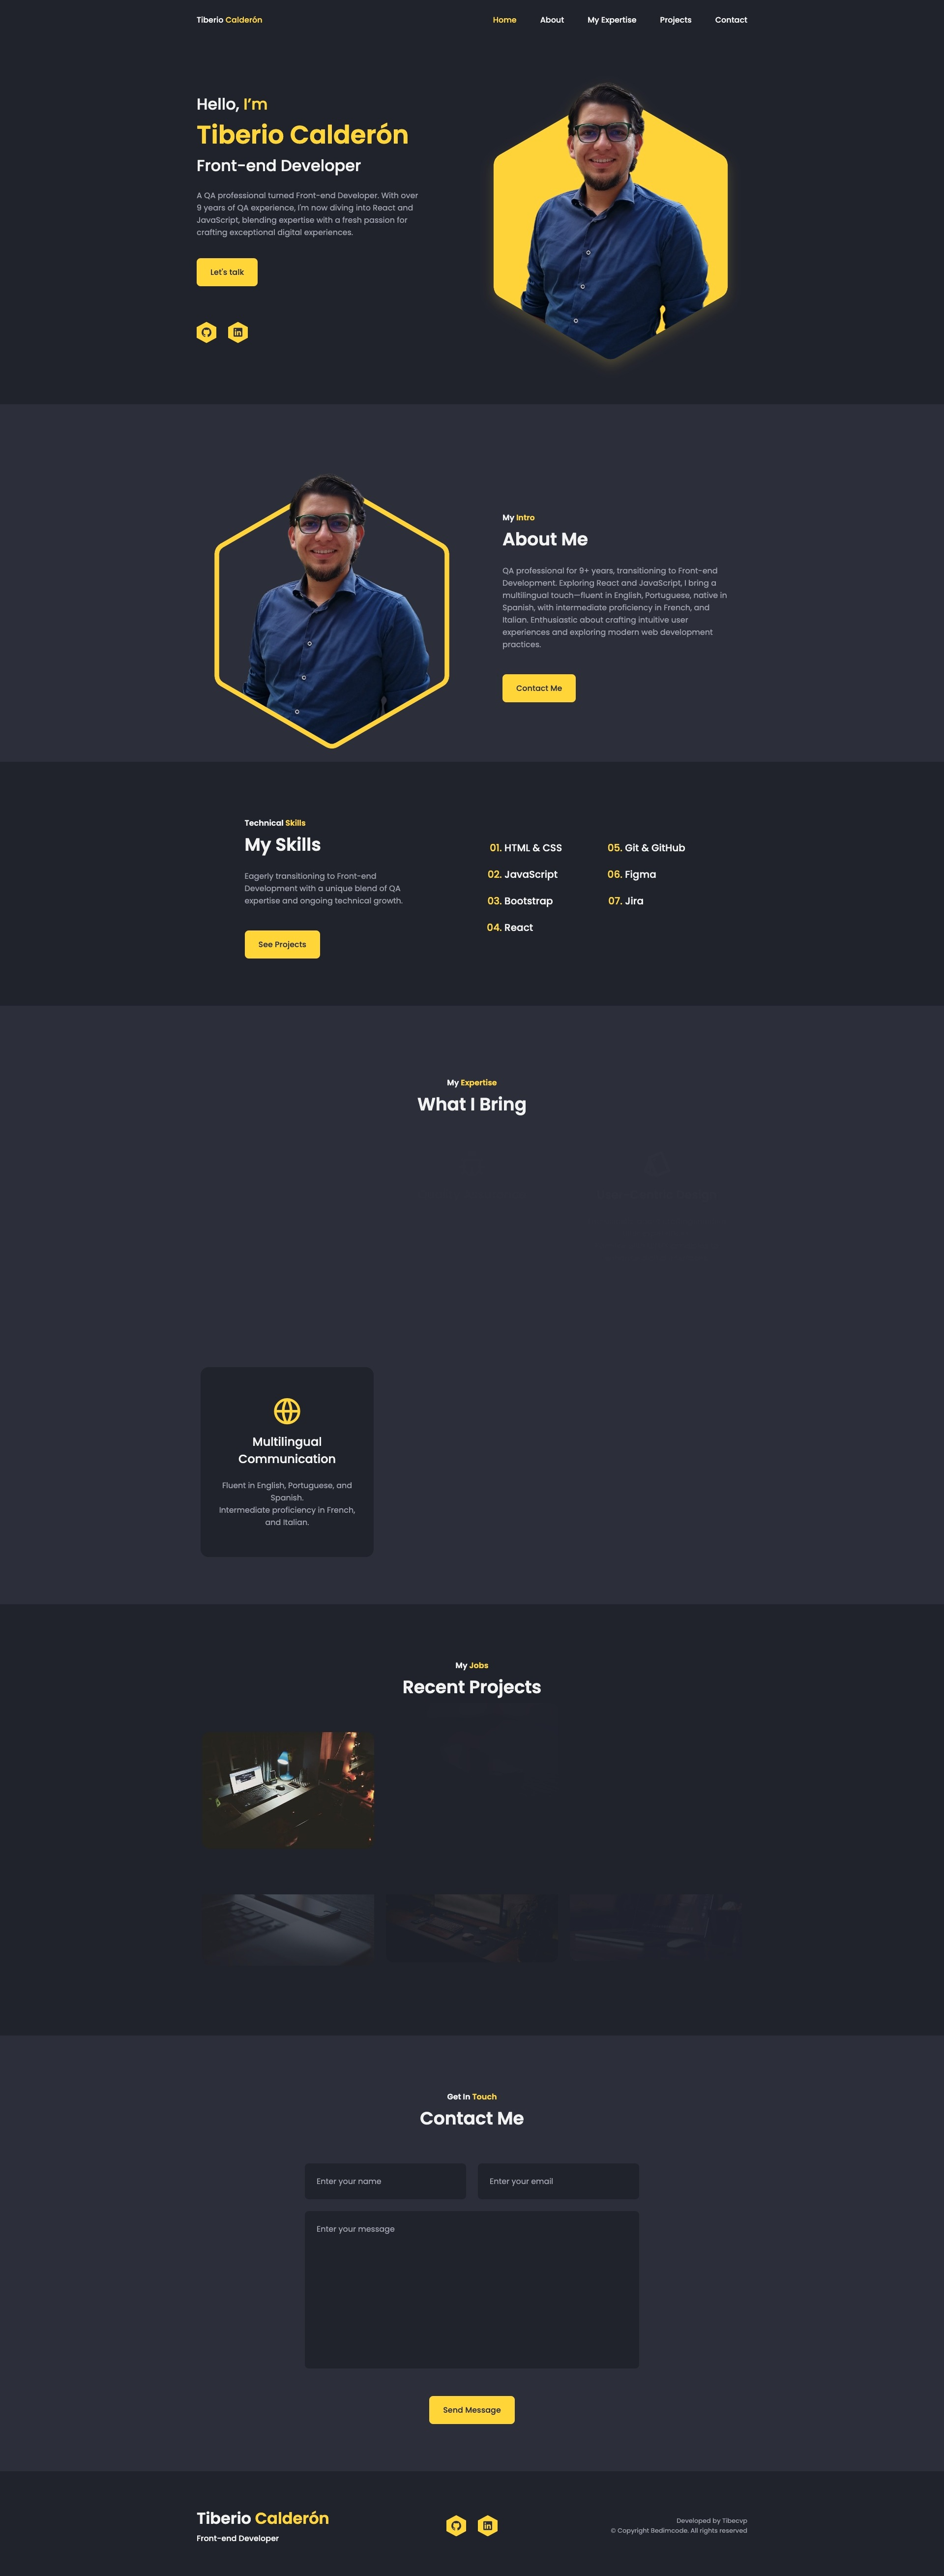 Tiberio Calderón
Home About My Expertise Projects Contact
Hello, I'm
Tiberio Calderón
Front-end Developer
A QA professional turned Front-end Developer. With over
9 years of QA experience, I'm now diving into React and
JavaScript, blending expertise with a fresh passion for
crafting exceptional digital experiences.
Let's talk
My Intro
About Me
QA professional for 9+ years, transitioning to Front-end
Development. Exploring React and JavaScript, I bring a
multilingual touch—fluent in English, Portuguese, native in
Spanish, with intermediate proficiency in French, and
Italian. Enthusiastic about crafting intuitive user
experiences and exploring modern web development
practices.
Contact Me
Technical Skills
My Skills
Eagerly transitioning to Front-end
Development with a unique blend of QA
expertise and ongoing technical growth.
See Projects
01. HTML & CSS
02. JavaScript
03. Bootstrap
04. React
05. Git & GitHub
06. Figma
07. Jira
My Expertise
What I Bring
Multilingual
Communication
Fluent in English, Portuguese, and
Spanish.
Intermediate proficiency in French,
and Italian.
My Jobs
Recent Projects
Get In Touch
Contact Me
Enter your name
Enter your email
Enter your message
Send Message
Tiberio Calderón
Front-end Developer
Developed by Tibecvp
© Copyright Bedimcode. All rights reserved